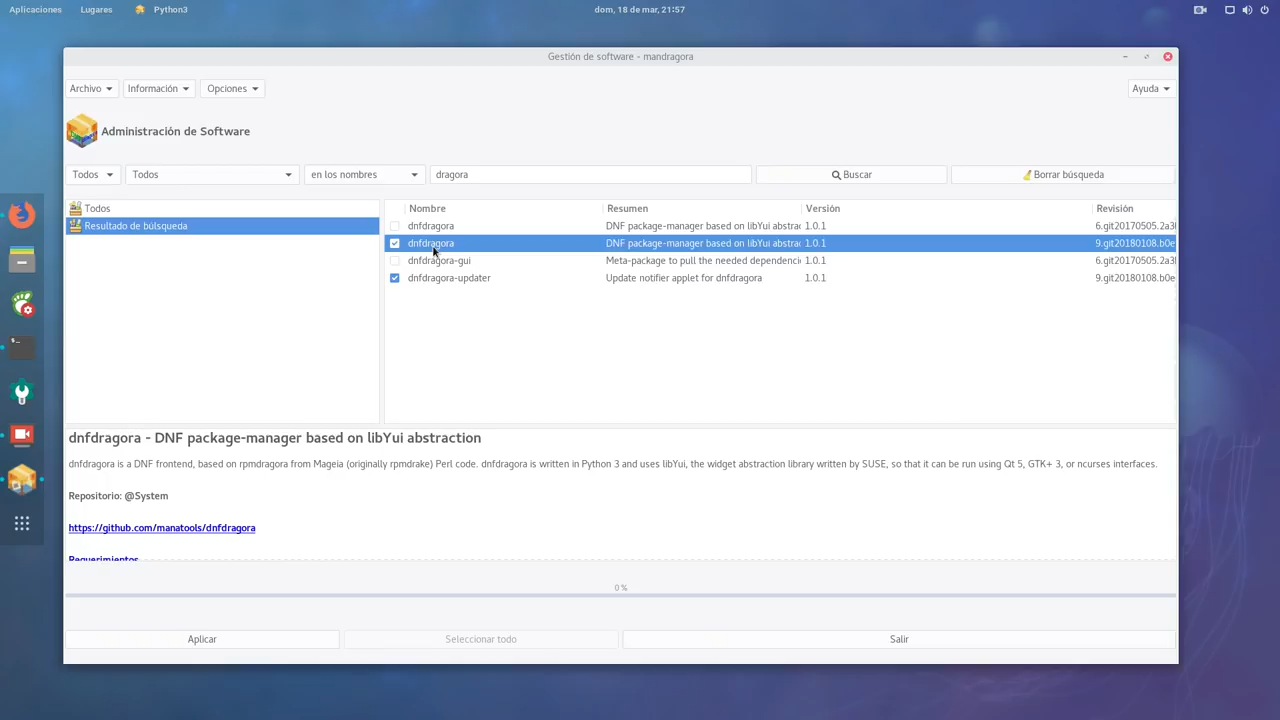 Aplicaciones Lugares Python3 dom, 18 de mar, 21:57
Gestión de software - mandragora
Archivo Información Opciones Ayuda
Administración de Software
Todos Todos en los nombres dragora Buscar Borrar búsqueda
Todos
Resultado de búlsqueda
Nombre Resumen Versión Revisión
dnfdragora DNF package-manager based on libYui abstrac 1.0.1 6.git20170505.2a3
dnfdragora DNF package-manager based on libYui abstrac 1.0.1 9.git20180108.b0e
dnfdragora-gui Meta-package to pull the needed dependenci 1.0.1 6.git20170505.2a3
dnfdragora-updater Update notifier applet for dnfdragora 1.0.1 9.git20180108.b0e
dnfdragora - DNF package-manager based on libYui abstraction
dnfdragora is a DNF frontend, based on rpmdragora from Mageia (originally rpmdrake) Perl code. dnfdragora is written in Python 3 and uses libYui, the widget abstraction library written by SUSE, so that it can be run using Qt 5, GTK+ 3, or ncurses interfaces.
Repositorio: @System
https://github.com/manatools/dnfdragora
Requerimientos
0 %
Aplicar Seleccionar todo Salir